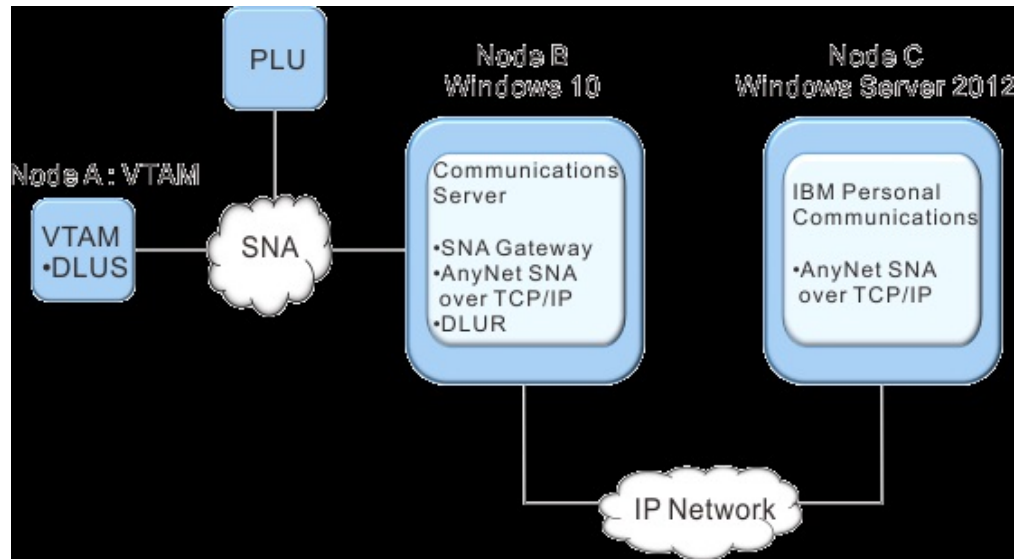 PLU
Node A : VTAM
VTAM
•DLUS
SNA
Node B
Windows 10
Communications
Server
•SNA Gateway
•AnyNet SNA
over TCP/IP
•DLUR
Node C
Windows Server 2012
IBM Personal
Communications
•AnyNet SNA
over TCP/IP
IP Network